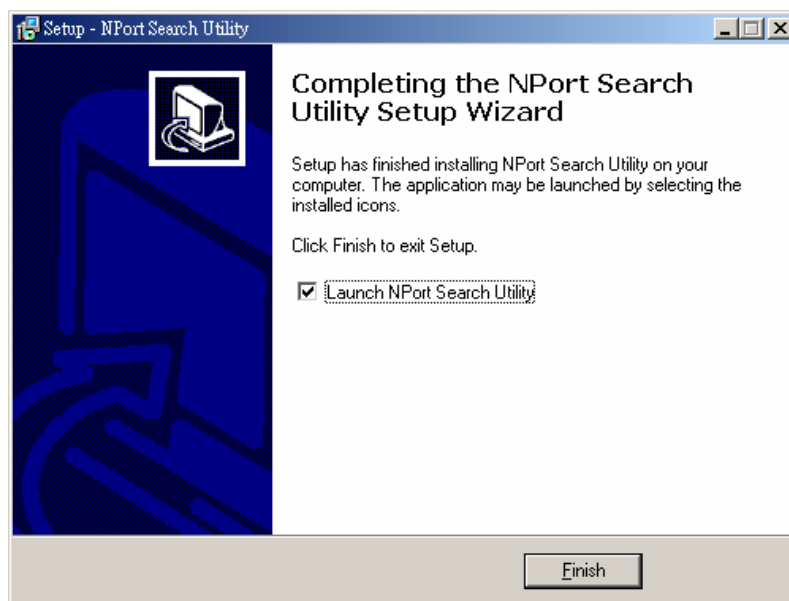 Setup - NPort Search Utility
Completing the NPort Search
Utility Setup Wizard
Setup has finished installing NPort Search Utility on your
computer. The application may be launched by selecting the
installed icons.
Click Finish to exit Setup.
Launch NPort Search Utility
Finish